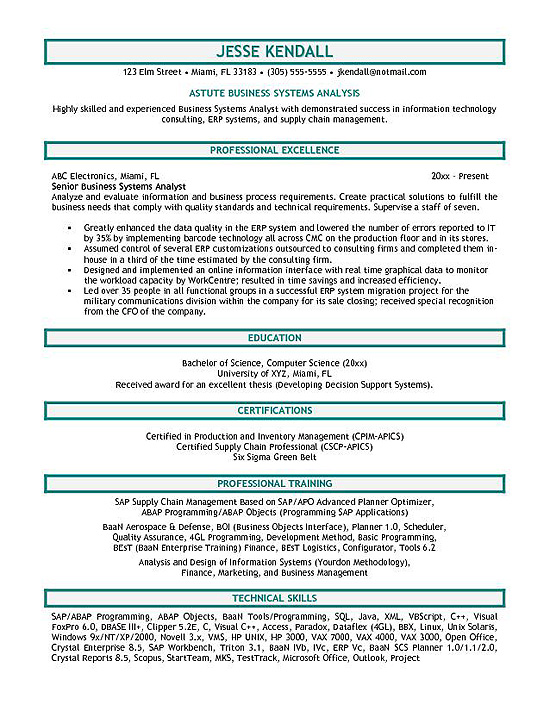 JESSE KENDALL
123 Elm Street • Miami, FL 33183 • (305) 555-5555 • jkendall@notmail.com
ASTUTE BUSINESS SYSTEMS ANALYSIS
Highly skilled and experienced Business Systems Analyst with demonstrated success in information technology
consulting, ERP systems, and supply chain management.
PROFESSIONAL EXCELLENCE
ABC Electronics, Miami, FL 20xx - Present
Senior Business Systems Analyst
Analyze and evaluate information and business process requirements. Create practical solutions to fulfill the
business needs that comply with quality standards and technical requirements. Supervise a staff of seven.
▪ Greatly enhanced the data quality in the ERP system and lowered the number of errors reported to IT
by 35% by implementing barcode technology all across CMC on the production floor and in its stores.
▪ Assumed control of several ERP customizations outsourced to consulting firms and completed them in-
house in a third of the time estimated by the consulting firm.
▪ Designed and implemented an online information interface with real time graphical data to monitor
the workload capacity by WorkCentre; resulted in time savings and increased efficiency.
▪ Led over 35 people in all functional groups in a successful ERP system migration project for the
military communications division within the company for its sale closing; received special recognition
from the CFO of the company.
EDUCATION
Bachelor of Science, Computer Science (20xx)
University of XYZ, Miami, FL
Received award for an excellent thesis (Developing Decision Support Systems).
CERTIFICATIONS
Certified in Production and Inventory Management (CPIM-APICS)
Certified Supply Chain Professional (CSCP-APICS)
Six Sigma Green Belt
PROFESSIONAL TRAINING
SAP Supply Chain Management Based on SAP/APO Advanced Planner Optimizer,
ABAP Programming/ABAP Objects (Programming SAP Applications)
BaaN Aerospace & Defense, BOI (Business Objects Interface), Planner 1.0, Scheduler,
Quality Assurance, 4GL Programming, Development Method, Basic Programming,
BEsT (BaaN Enterprise Training) Finance, BEsT Logistics, Configurator, Tools 6.2
Analysis and Design of Information Systems (Yourdon Methodology),
Finance, Marketing, and Business Management
TECHNICAL SKILLS
SAP/ABAP Programming, ABAP Objects, BaaN Tools/Programming, SQL, Java, XML, VBScript, C++, Visual
FoxPro 6.0, DBASE III+, Clipper 5.2E, C, Visual C++, Access, Paradox, Dataflex (4GL), BBX, Linux, Unix Solaris,
Windows 9x/NT/XP/2000, Novell 3.x, VMS, HP UNIX, HP 3000, VAX 7000, VAX 4000, VAX 3000, Open Office,
Crystal Enterprise 8.5, SAP Workbench, Triton 3.1, BaaN IVb, IVc, ERP Vc, BaaN SCS Planner 1.0/1.1/2.0,
Crystal Reports 8.5, Scopus, StarTeam, MKS, TestTrack, Microsoft Office, Outlook, Project